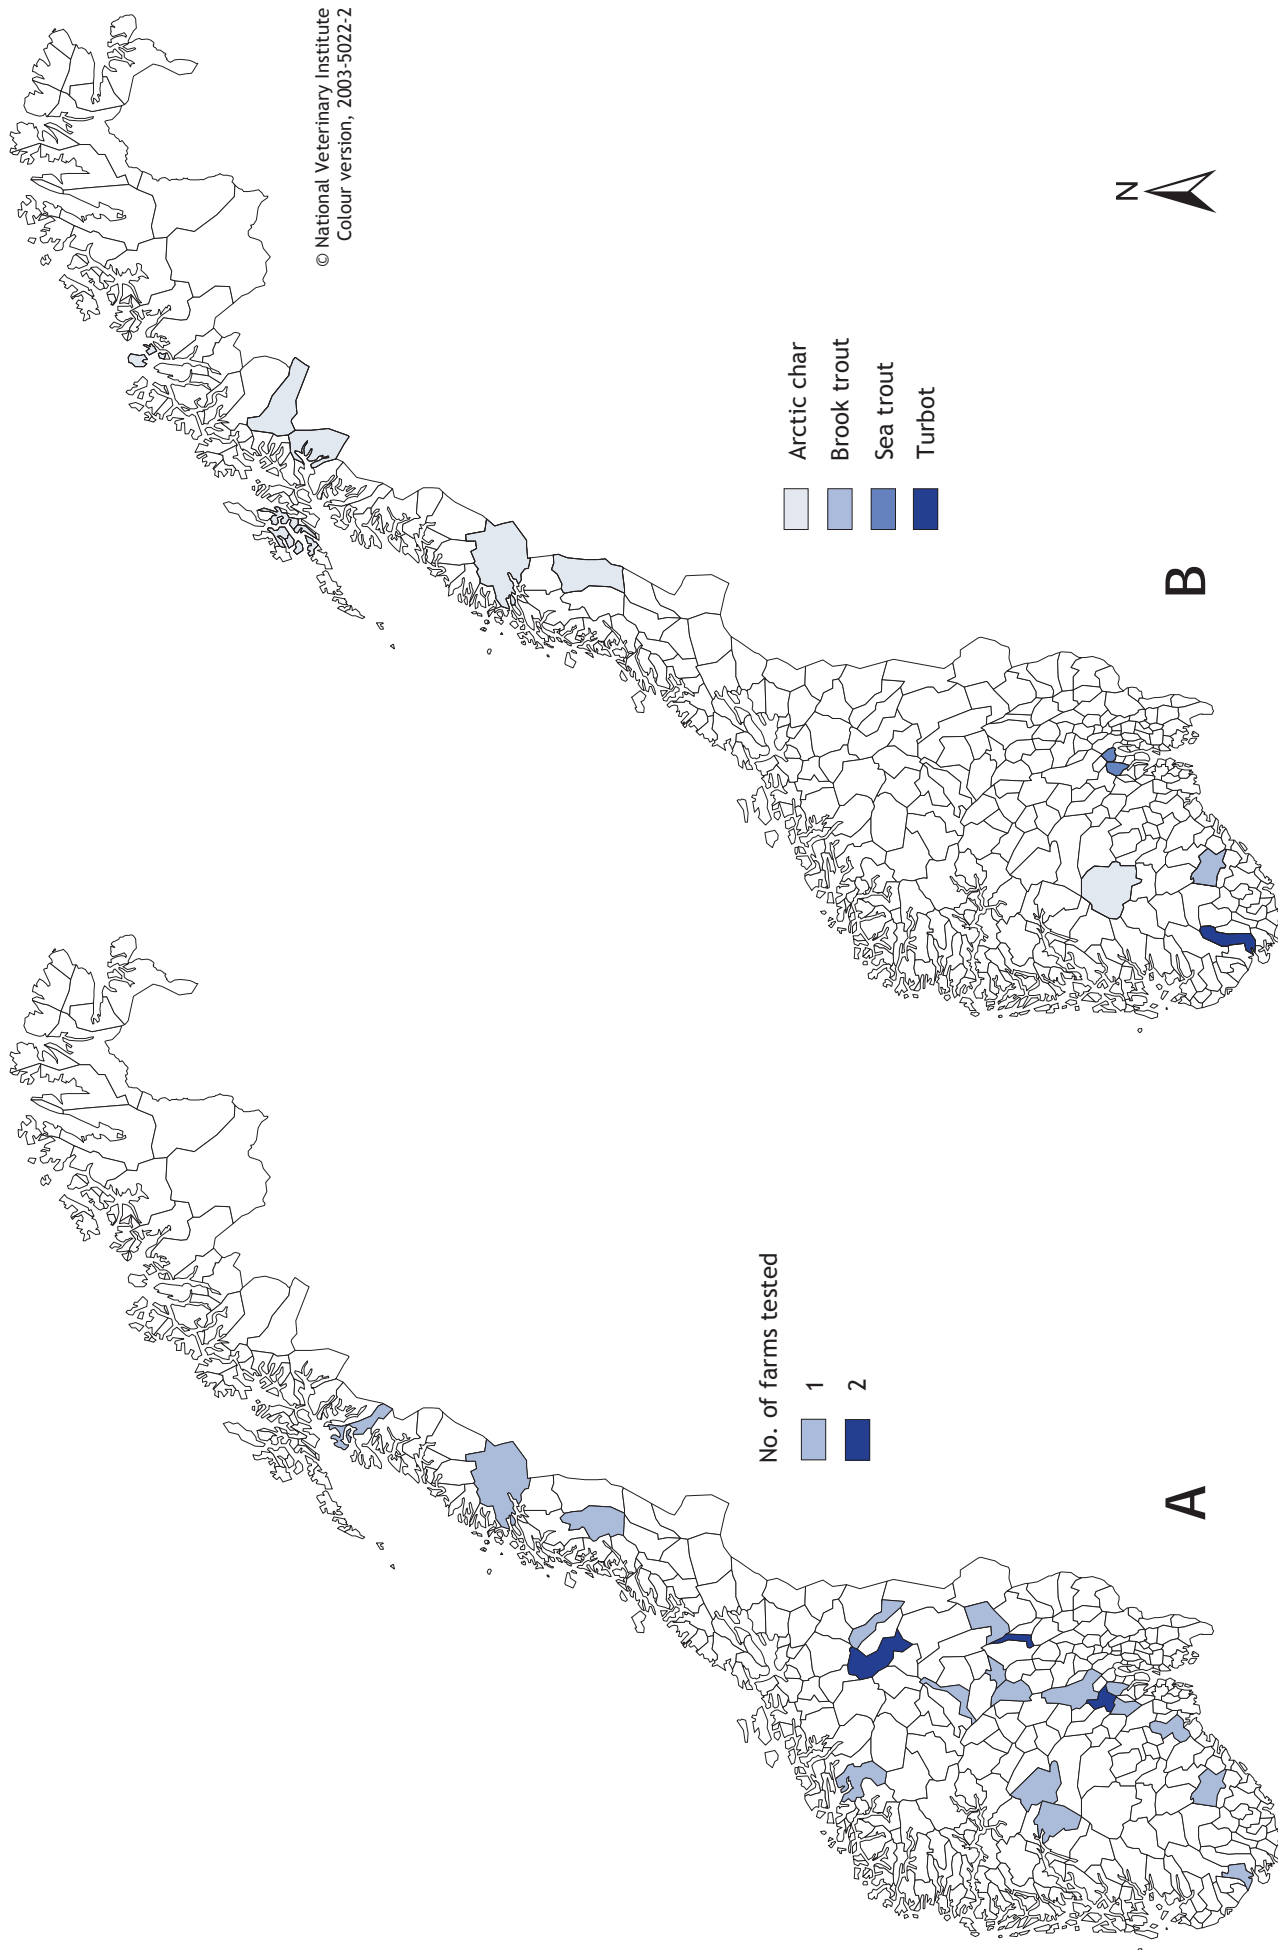 © National Veterinary Institute
Colour version, 2003-5022-2
N
Arctic char
Brook trout
Sea trout
Turbot
B
No. of farms tested
1
2
A